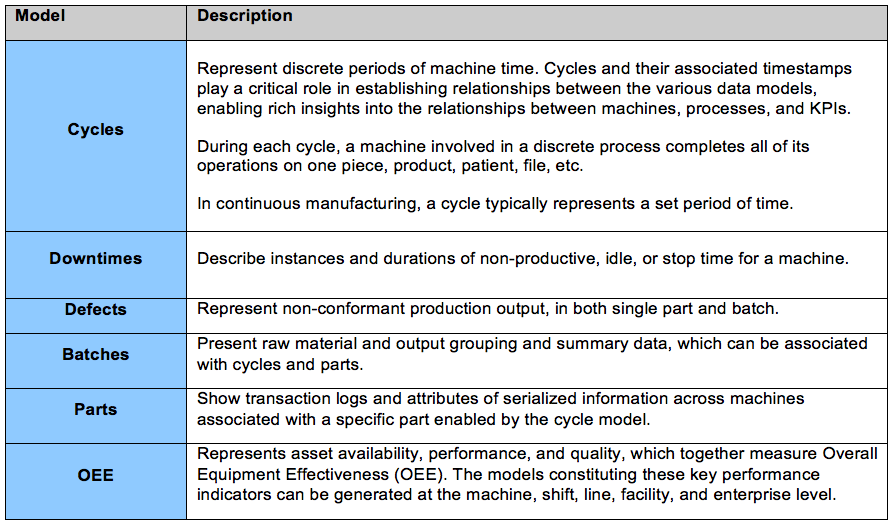 Model Description
Cycles
Represent discrete periods of machine time. Cycles and their associated timestamps
play a critical role in establishing relationships between the various data models,
enabling rich insights into the relationships between machines, processes, and KPIs.
During each cycle, a machine involved in a discrete process completes all of its
operations on one piece, product, patient, file, etc.
In continuous manufacturing, a cycle typically represents a set period of time.
Downtimes
Describe instances and durations of non-productive, idle, or stop time for a machine.
Defects
Represent non-conformant production output, in both single part and batch.
Batches
Present raw material and output grouping and summary data, which can be associated
with cycles and parts.
Parts
Show transaction logs and attributes of serialized information across machines
associated with a specific part enabled by the cycle model.
OEE
Represents asset availability, performance, and quality, which together measure Overall
Equipment Effectiveness (OEE). The models constituting these key performance
indicators can be generated at the machine, shift, line, facility, and enterprise level.